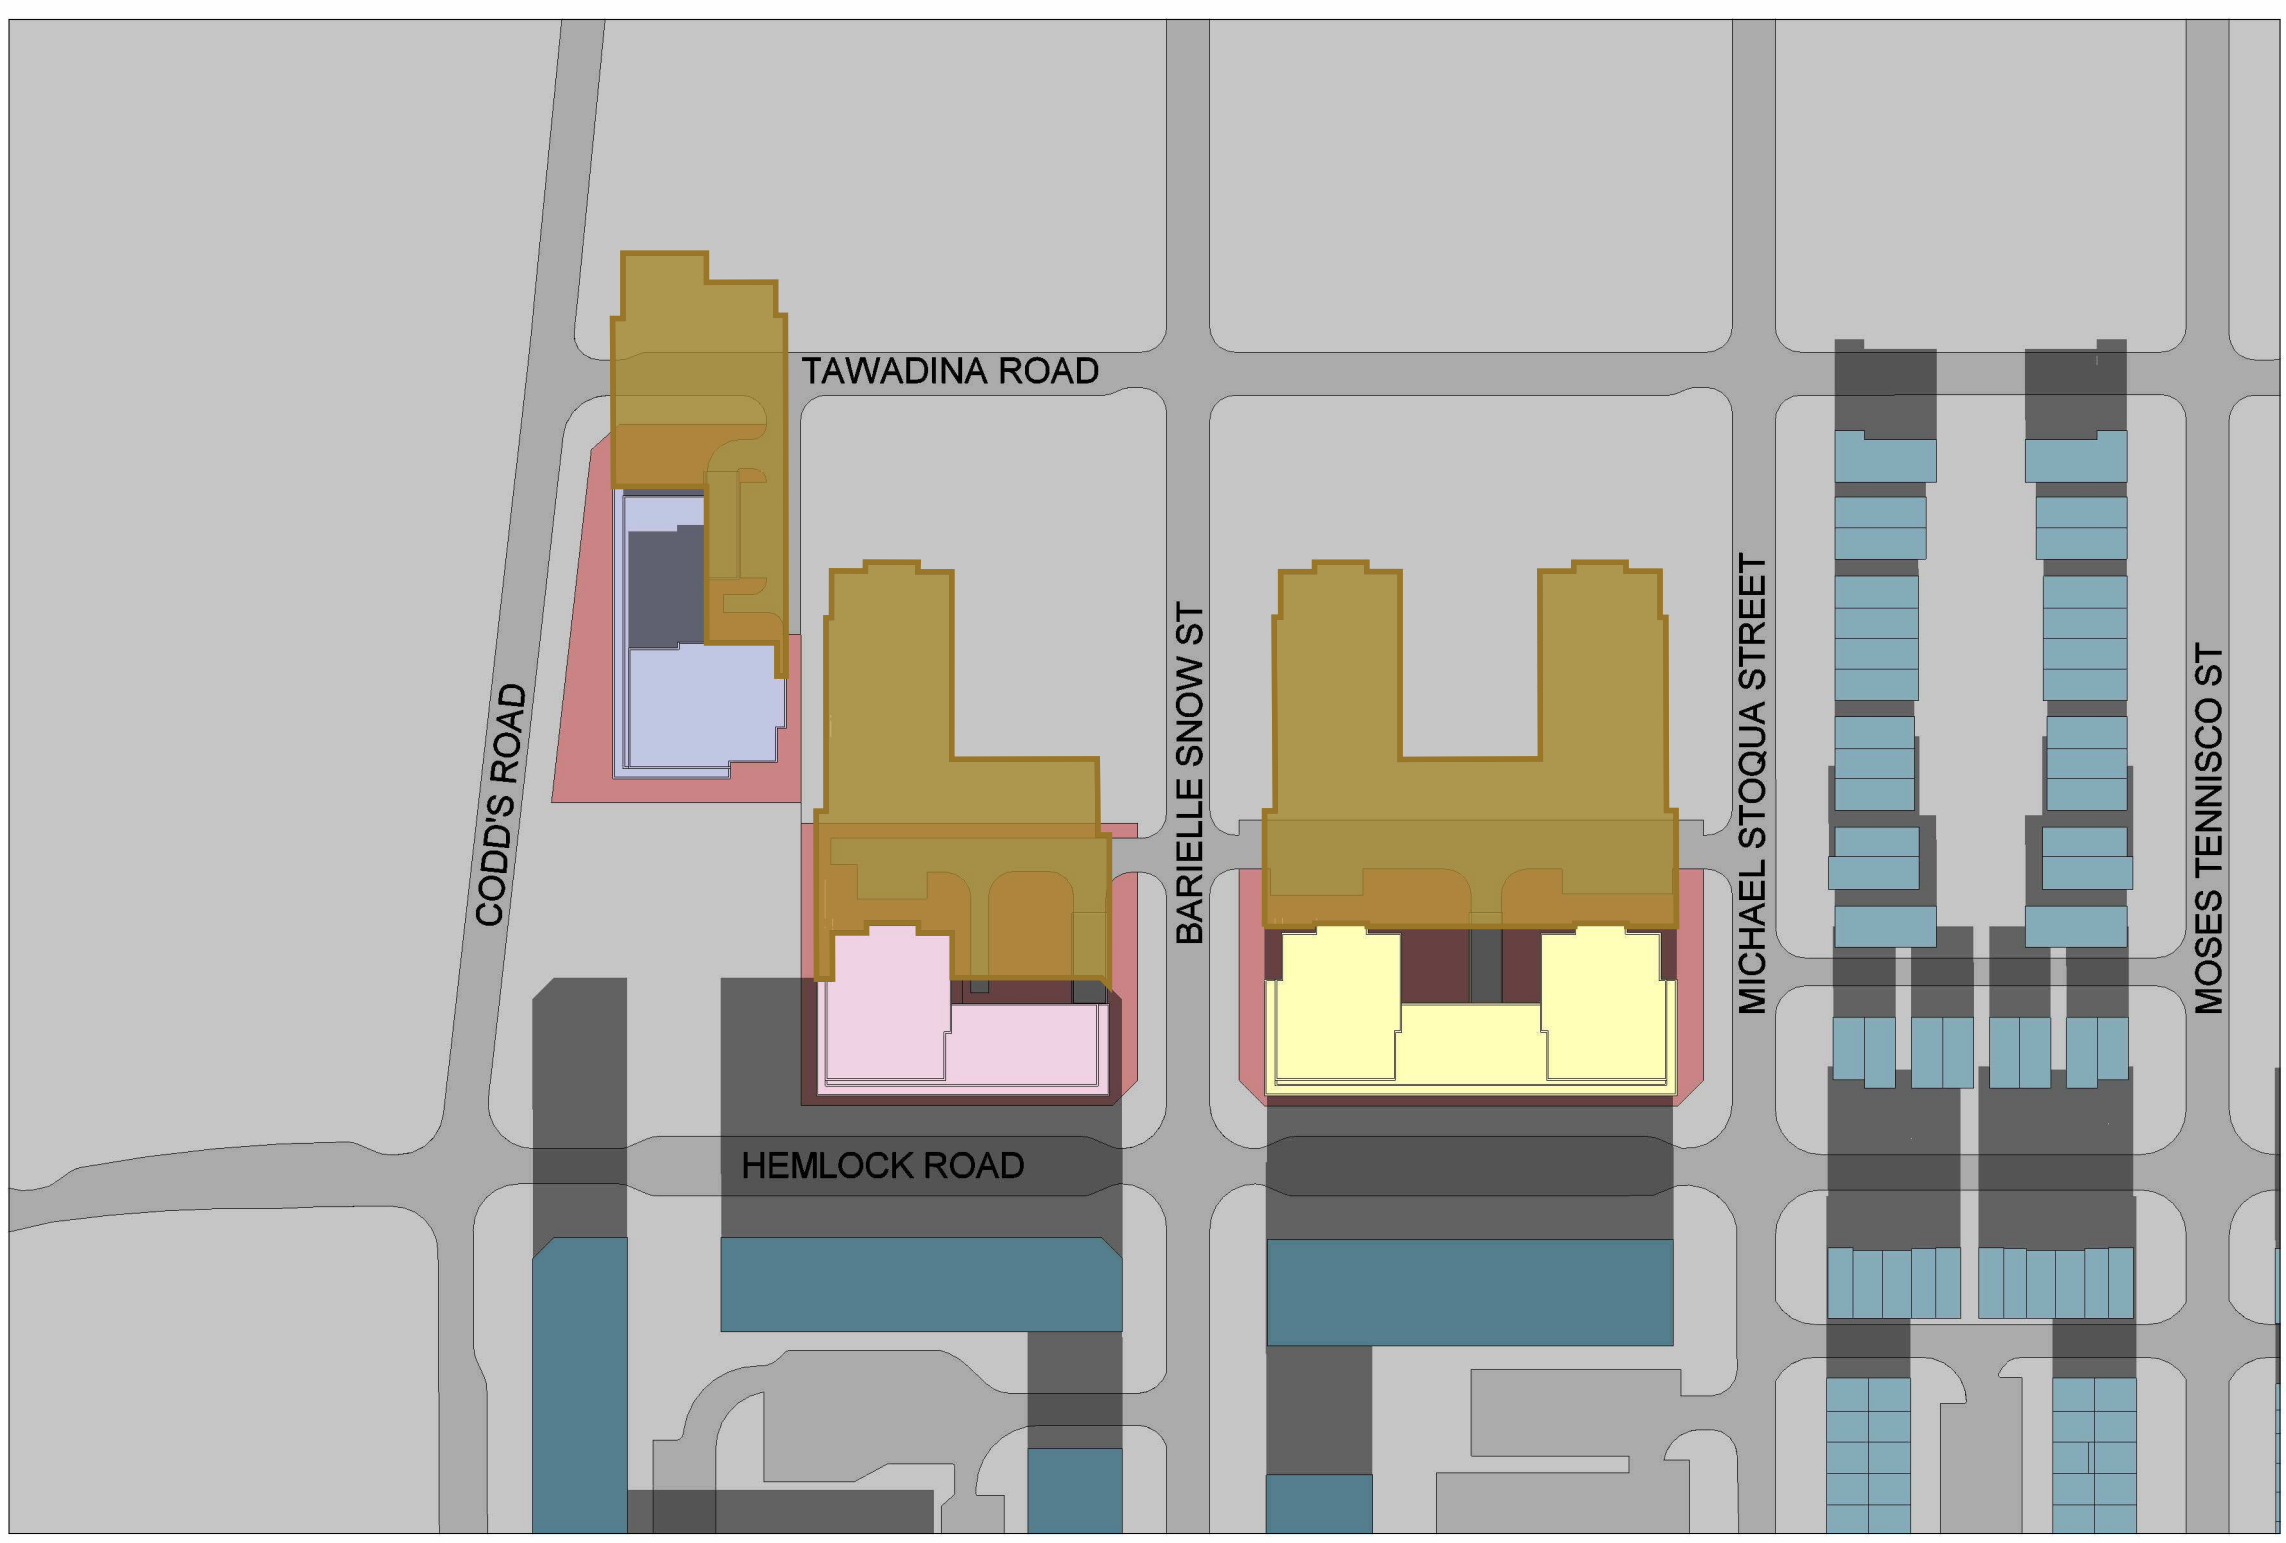 TAWADINA ROAD
CODD'S ROAD
BARIELLE SNOW ST
MICHAEL STOQUA STREET
MOSES TENNISCO ST
HEMLOCK ROAD